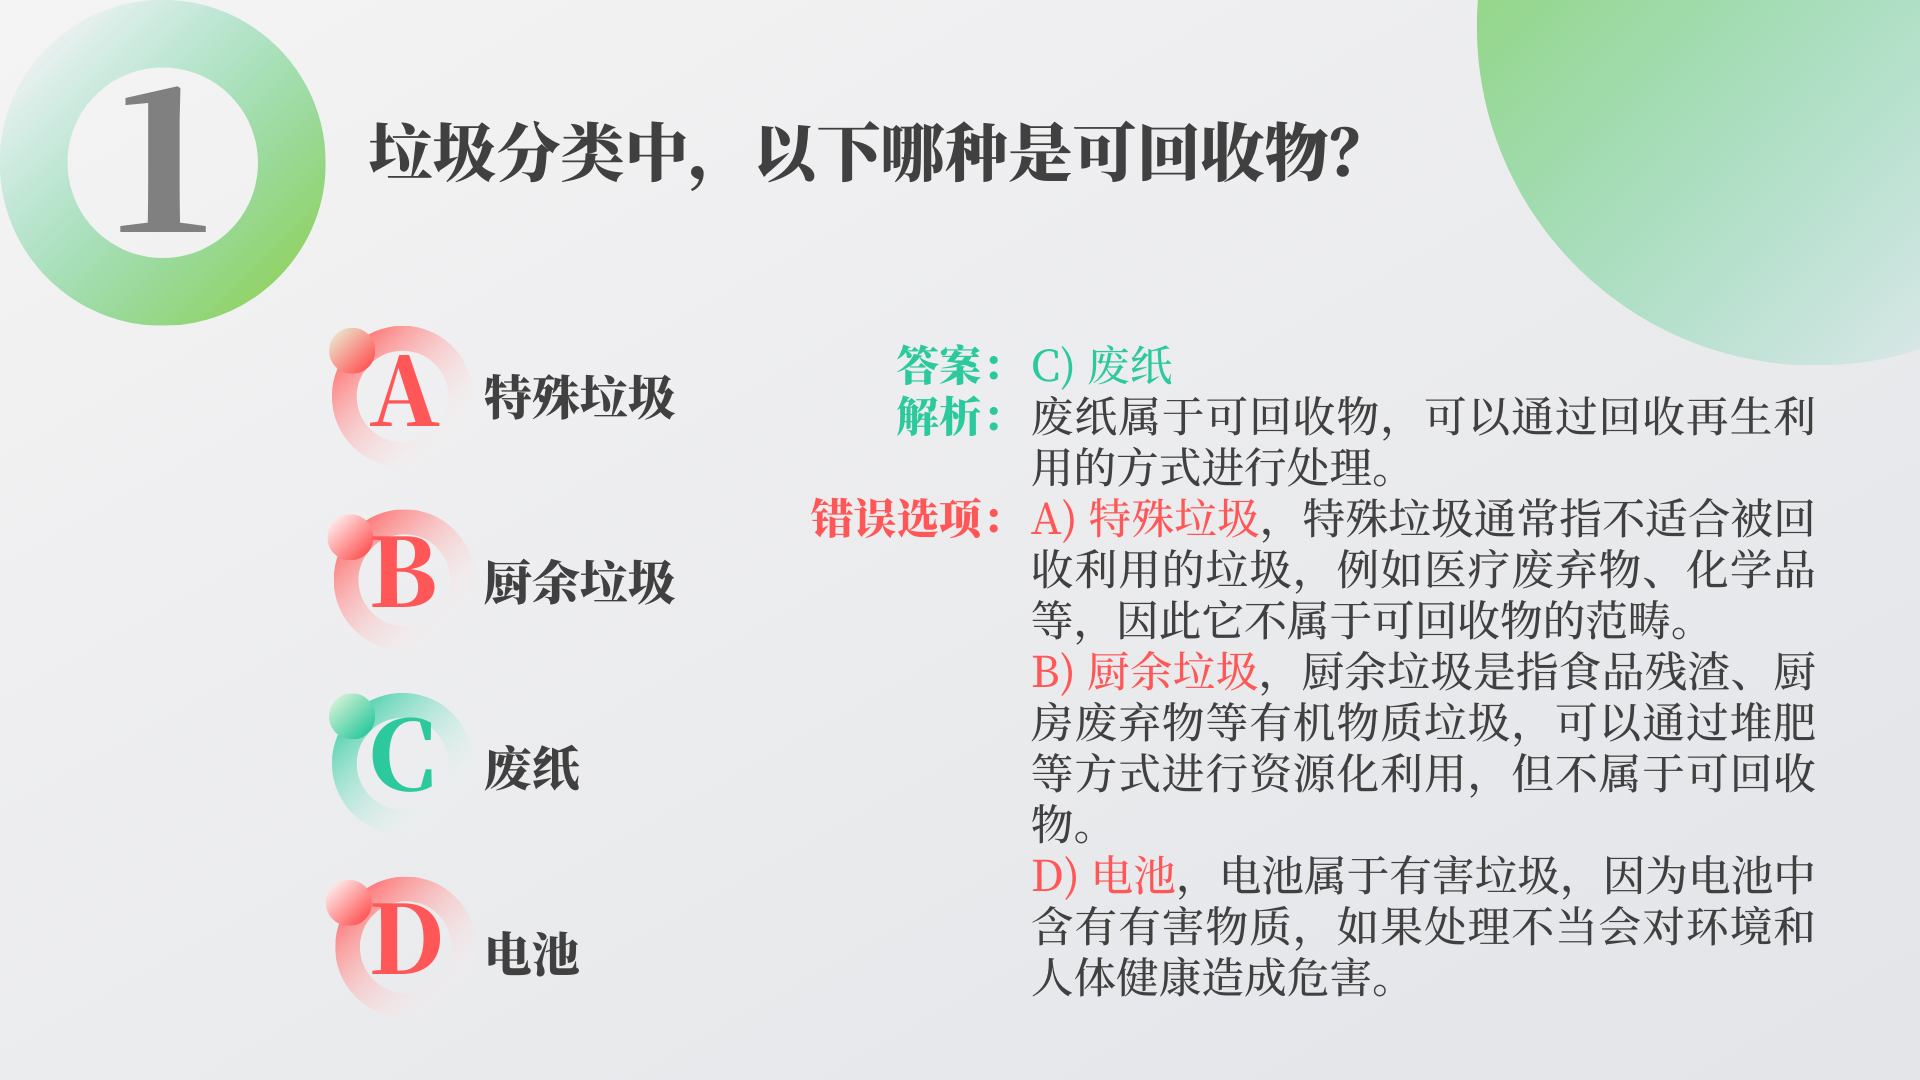 1
垃圾分类中，以下哪种是可回收物？
A
特殊垃圾
B
厨余垃圾
C
废纸
D
电池
答案： C) 废纸
解析： 废纸属于可回收物，可以通过回收再生利
用的方式进行处理。
错误选项： A) 特殊垃圾，特殊垃圾通常指不适合被回
收利用的垃圾，例如医疗废弃物、化学品
等，因此它不属于可回收物的范畴。
B) 厨余垃圾，厨余垃圾是指食品残渣、厨
房废弃物等有机物质垃圾，可以通过堆肥
等方式进行资源化利用，但不属于可回收
物。
D) 电池，电池属于有害垃圾，因为电池中
含有有害物质，如果处理不当会对环境和
人体健康造成危害。